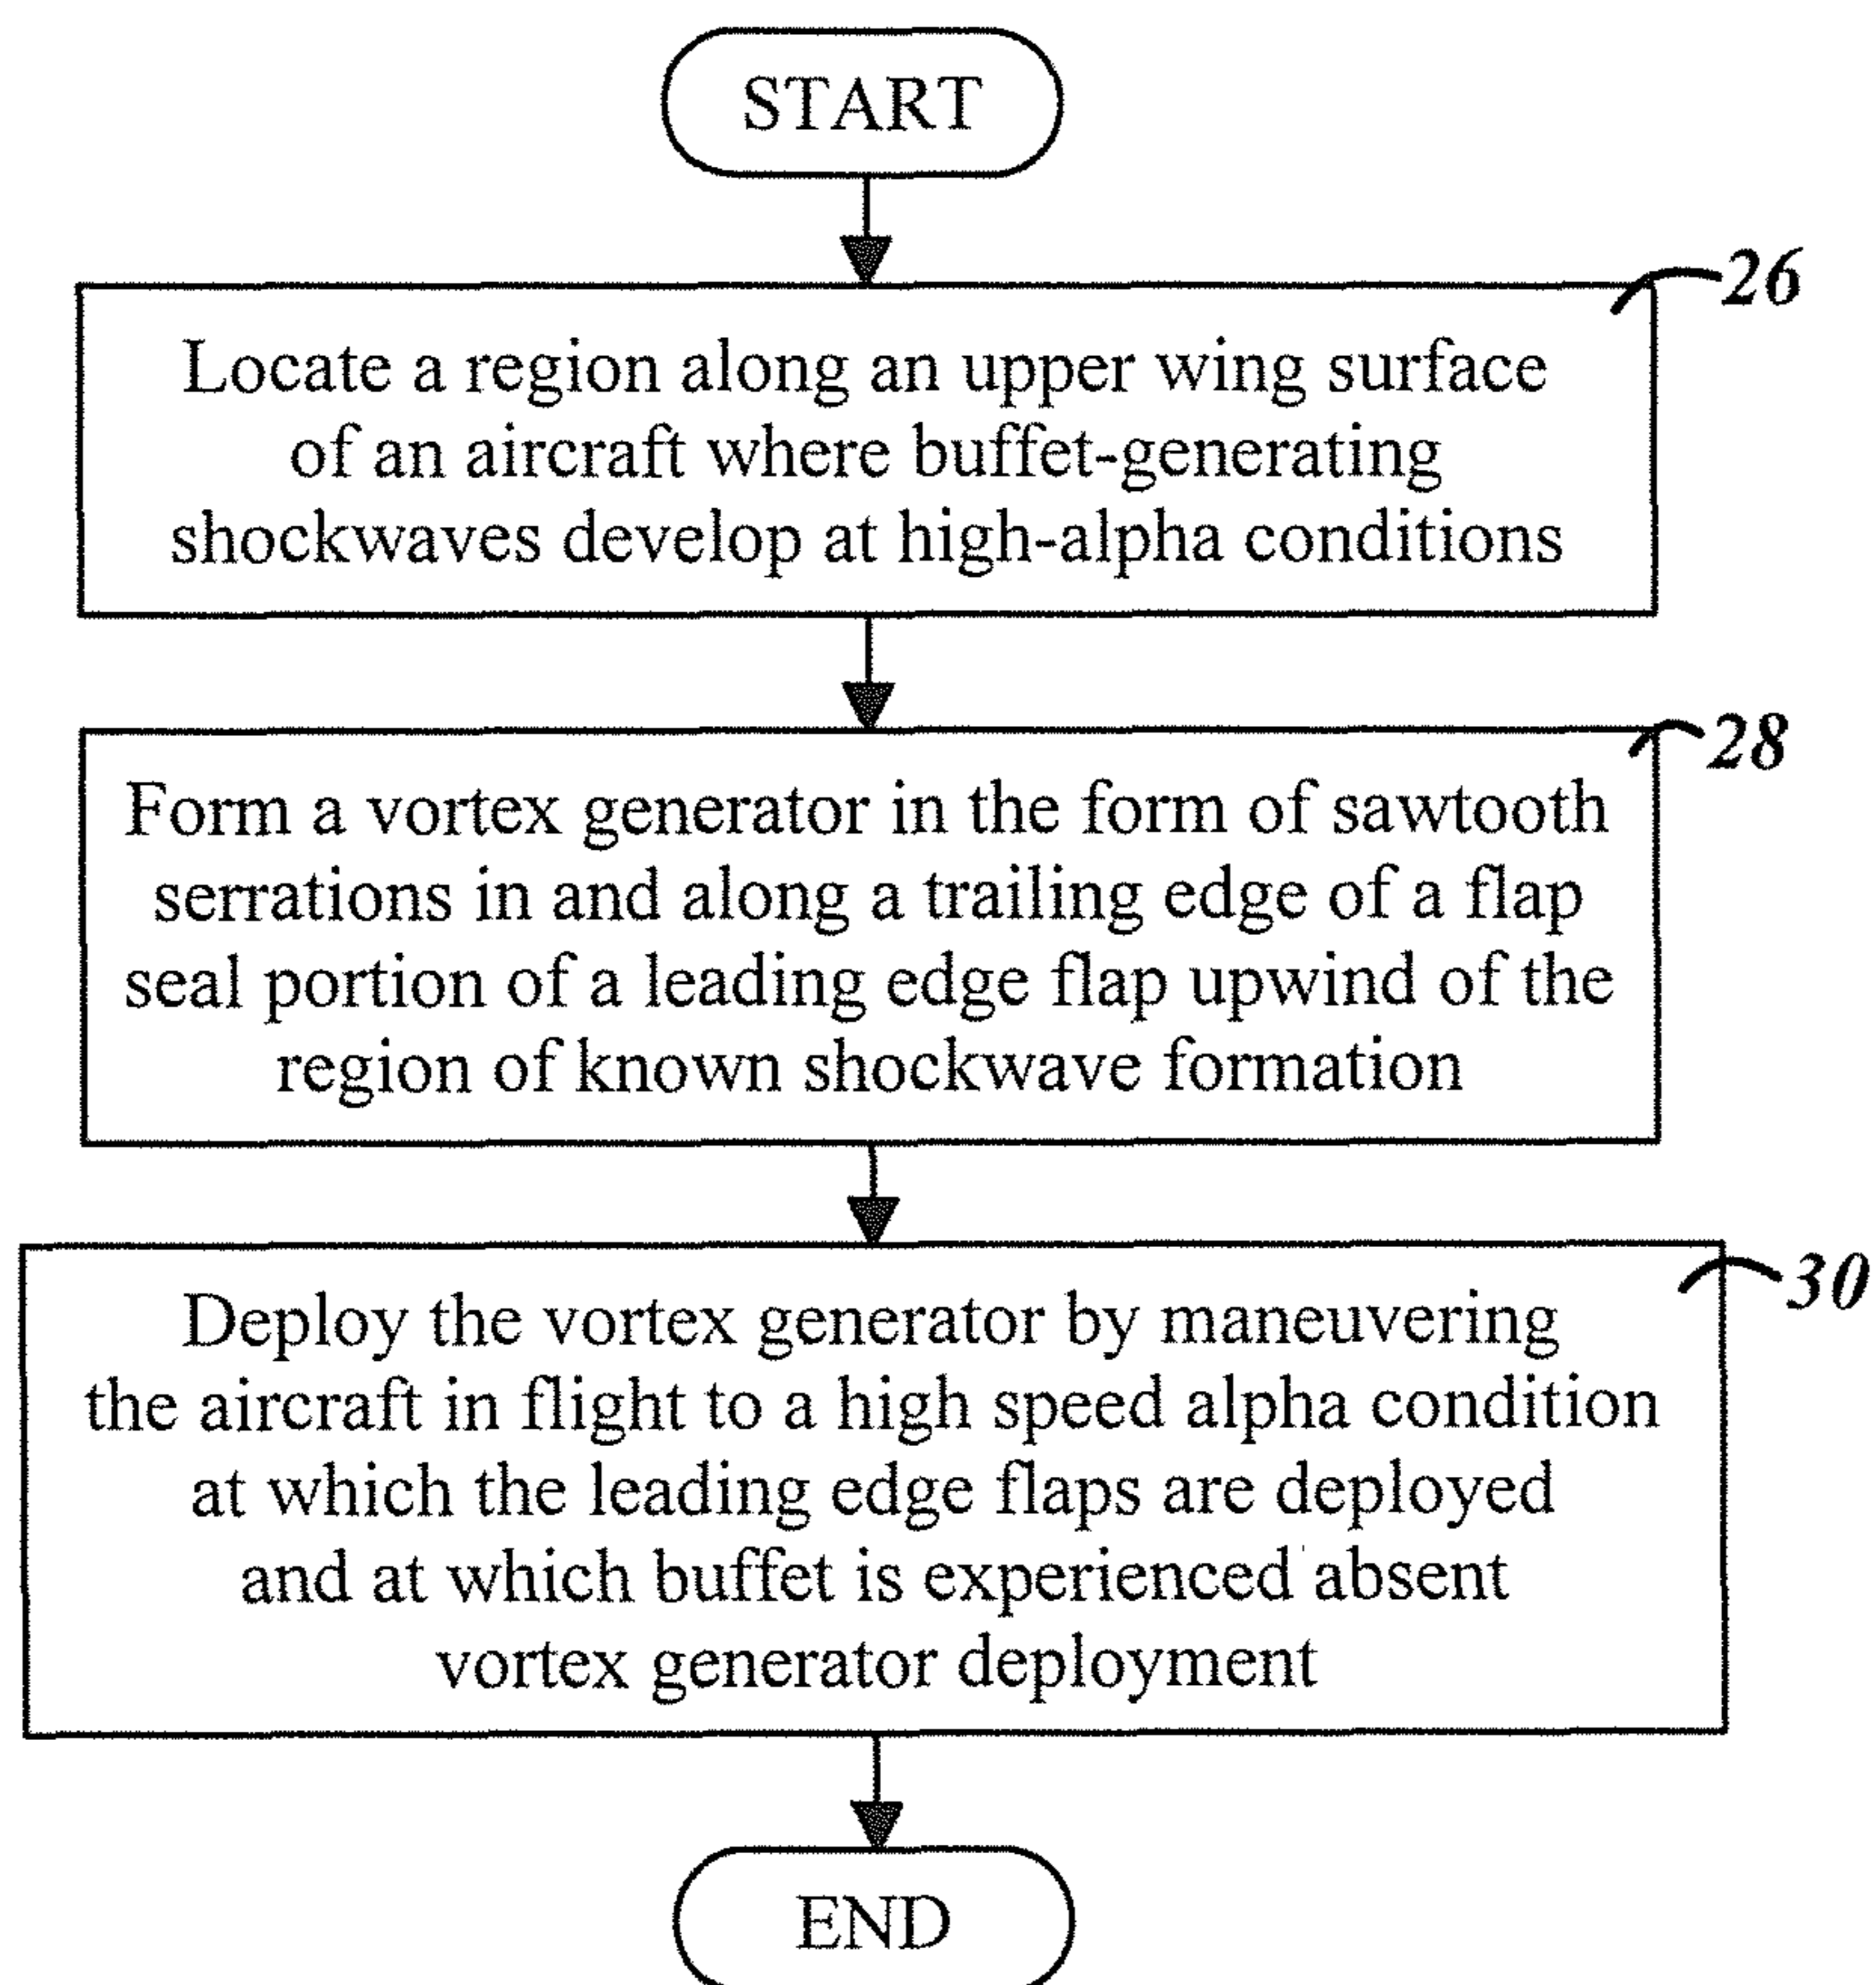 START
26
Locate a region along an upper wing surface
of an aircraft where buffet-generating
shockwaves develop at high-alpha conditions
28
Form a vortex generator in the form of sawtooth
serrations in and along a trailing edge of a flap
seal portion of a leading edge flap upwind of the
region of known shockwave formation
30
Deploy the vortex generator by maneuvering
the aircraft in flight to a high speed alpha condition
at which the leading edge flaps are deployed
and at which buffet is experienced absent
vortex generator deployment
END